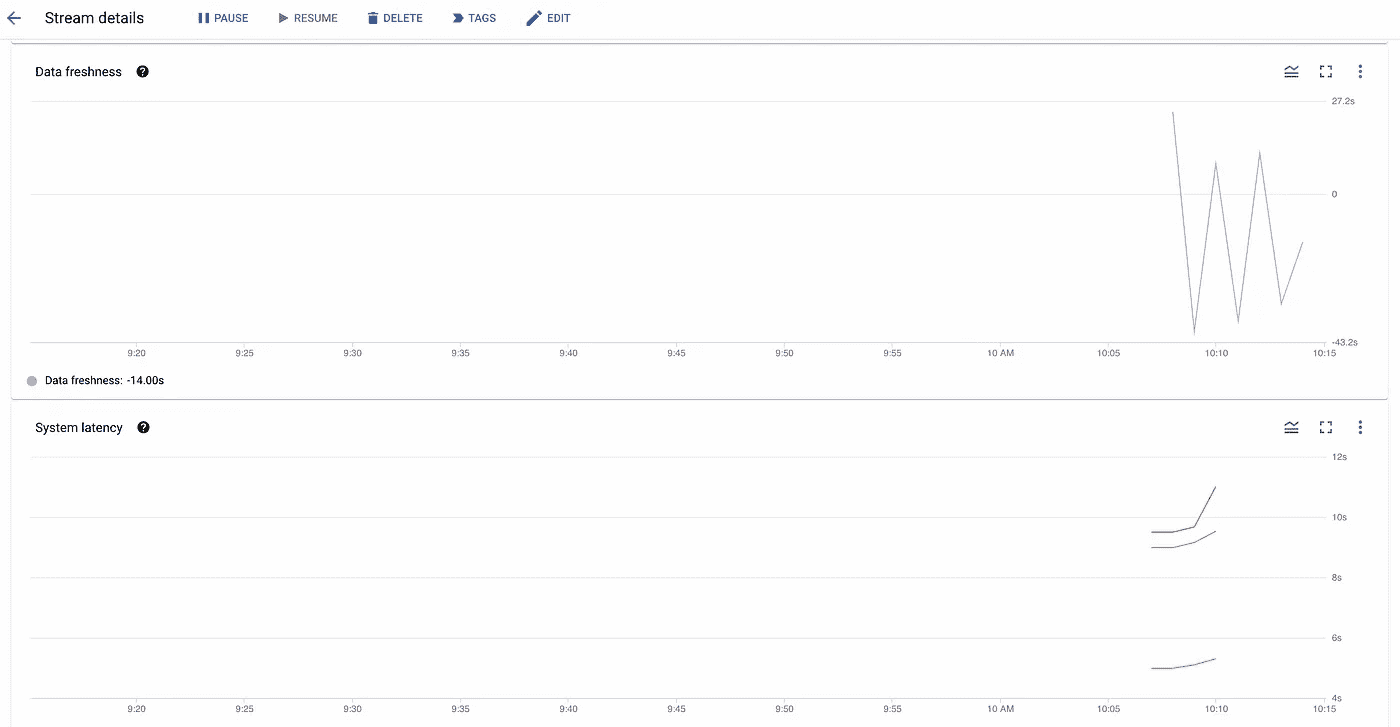 Stream details PAUSE RESUME DELETE TAGS EDIT
Data freshness ?
27.2s
0
-43.2s
9:20 9:25 9:30 9:35 9:40 9:45 9:50 9:55 10 AM 10:05 10:10 10:15
Data freshness: -14.00s
System latency ?
12s
10s
8s
6s
4s
9:20 9:25 9:30 9:35 9:40 9:45 9:50 9:55 10 AM 10:05 10:10 10:15